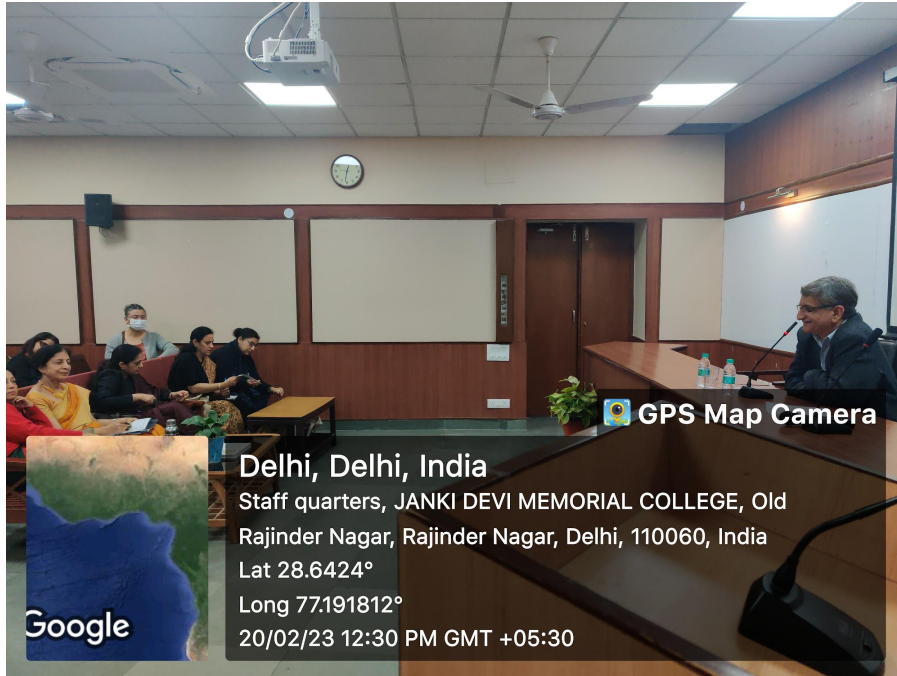 GPS Map Camera
Delhi, Delhi, India
Staff quarters, JANKI DEVI MEMORIAL COLLEGE, Old
Rajinder Nagar, Rajinder Nagar, Delhi, 110060, India
Lat 28.6424°
Long 77.191812°
20/02/23 12:30 PM GMT +05:30
Google